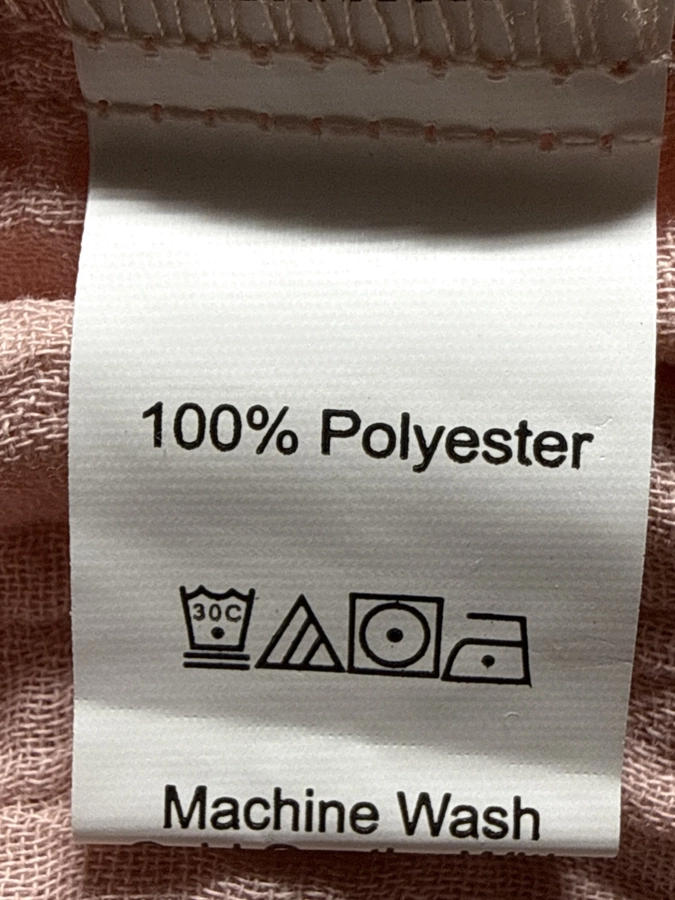 100% Polyester
30C
Machine Wash